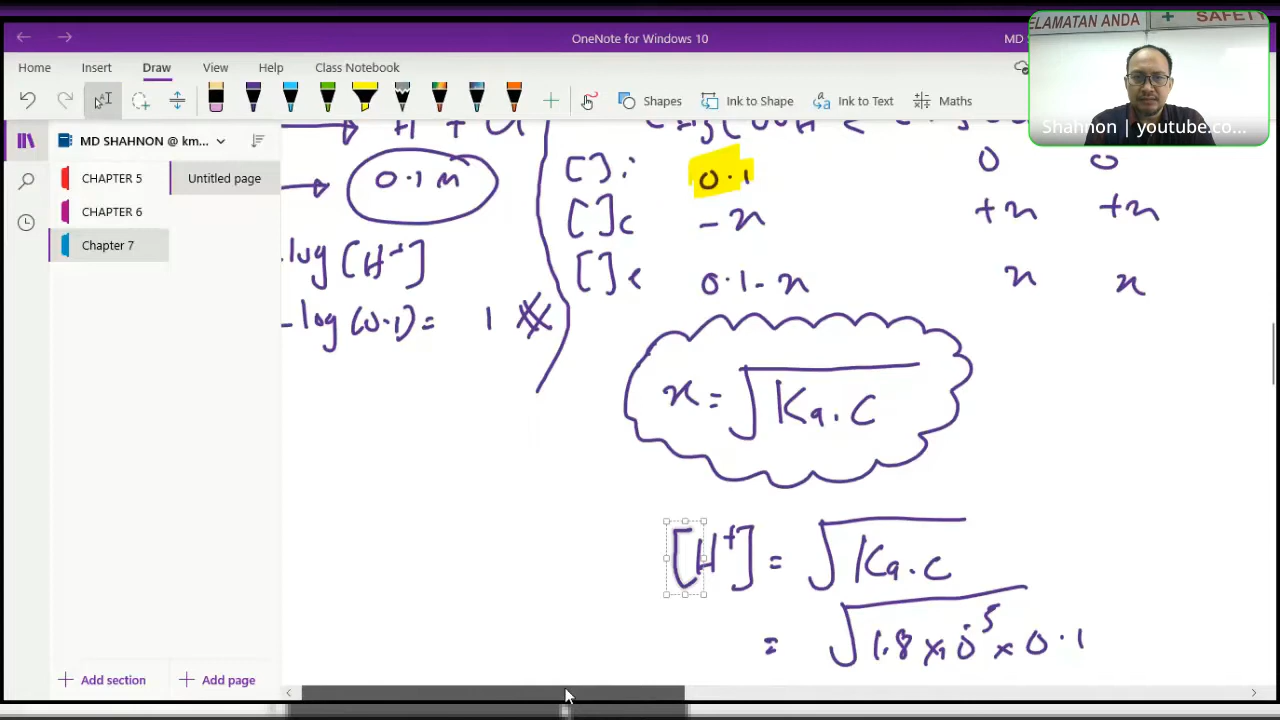 ELAMATAN ANDA + SAFETY
OneNote for Windows 10
MD S
Home Insert Draw View Help Class Notebook
Shapes Ink to Shape Ink to Text Maths
Shahnon | youtube.co...
MD SHAHNON @ km...
CHAPTER 5
Untitled page
CHAPTER 6
Chapter 7
0.1 M
-log [H+]
-log(0.1) = 1
[ ]i 0.1 0 0
[ ]c -x +x +x
[ ]e 0.1-x x x
x = √Ka.C
[H+] = √Ka.C
= √1.8 x 10-5 x 0.1
Add section
Add page